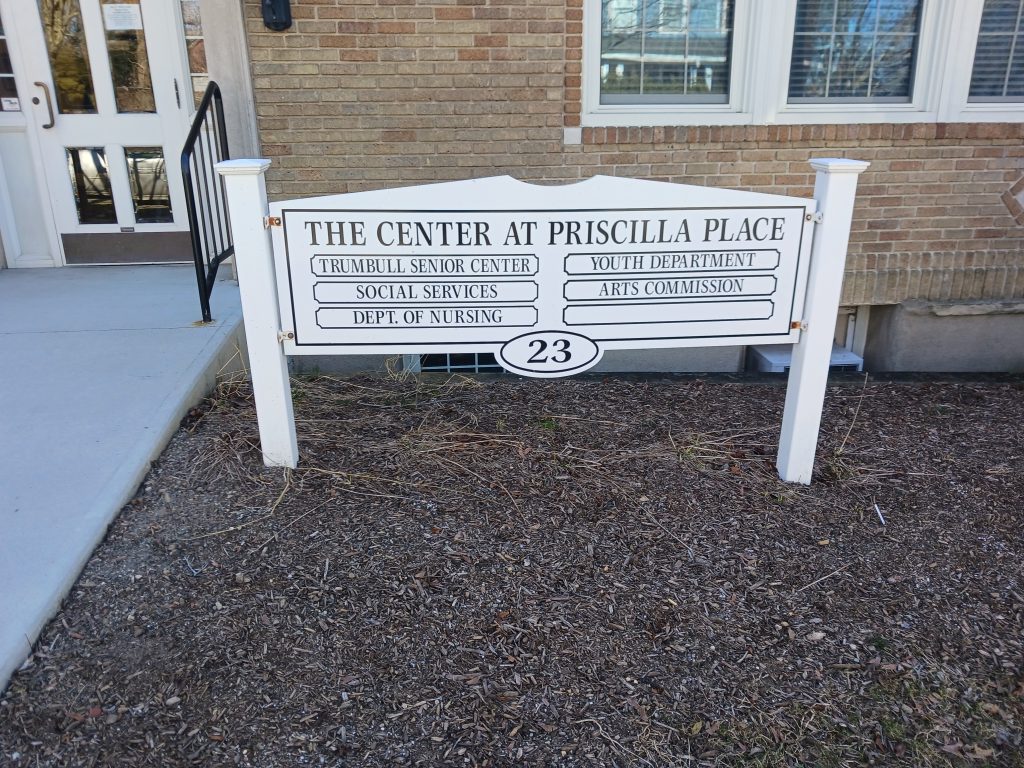 THE CENTER AT PRISCILLA PLACE
TRUMBULL SENIOR CENTER
SOCIAL SERVICES
DEPT. OF NURSING
YOUTH DEPARTMENT
ARTS COMMISSION
23